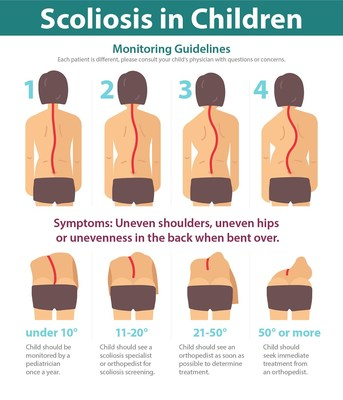 Scoliosis in Children
Monitoring Guidelines
Each patient is different, please consult your child's physician with questions or concerns.
1 2 3 4
Symptoms: Uneven shoulders, uneven hips
or unevenness in the back when bent over.
under 10°
Child should be
monitored by a
pediatrician
once a year.
11-20°
Child should see a
scoliosis specialist
or orthopedist for
scoliosis screening.
21-50°
Child should see an
orthopedist as soon as
possible to determine
treatment.
50° or more
Child should
seek immediate
treatment from
an orthopedist.